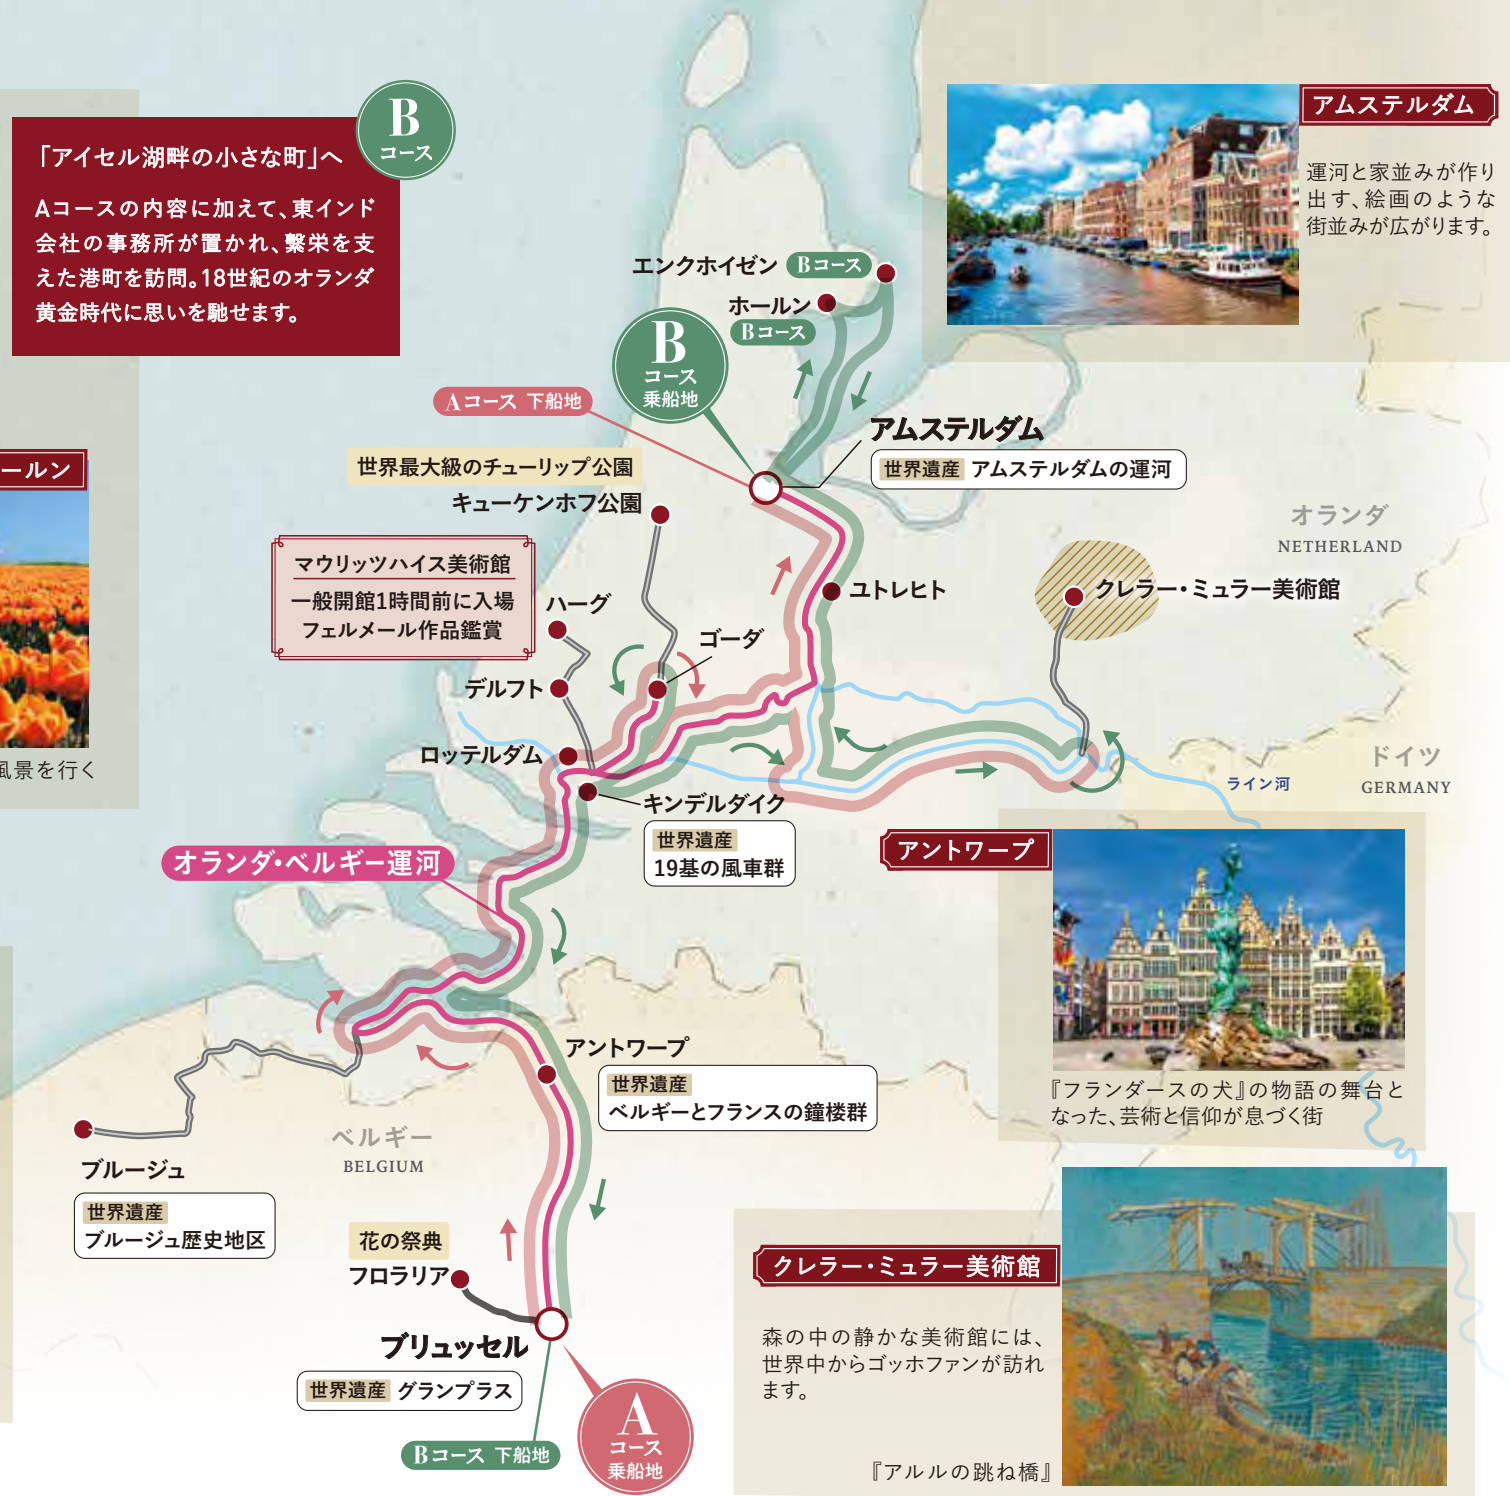 B
コース
「アイセル湖畔の小さな町」へ
Aコースの内容に加えて、東インド
会社の事務所が置かれ、繋栄を支
えた港町を訪問。18世紀のオランダ
黄金時代に思いを馳せます。
アムステルダム
運河と家並みが作り
出す、絵画のような
街並みが広がります。
エンクホイゼン Bコース
ホールン
Bコース
B
コース
乗船地
Aコース 下船地
アムステルダム
世界遺産 アムステルダムの運河
世界最大級のチューリップ公園
キューケンホフ公園
ールン
風景を行く
マウリッツハイス美術館
一般開館1時間前に入場
フェルメール作品鑑賞
ハーグ
ゴーダ
デルフト
ロッテルダム
ユトレヒト
オランダ
NETHERLAND
クレラー・ミュラー美術館
ドイツ
GERMANY
ライン河
キンデルダイク
世界遺産
19基の風車群
オランダ・ベルギー運河
アントワープ
『フランダースの犬』の物語の舞台と
なった、芸術と信仰が息づく街
アントワープ
世界遺産
ベルギーとフランスの鐘楼群
ベルギー
BELGIUM
ブルージュ
世界遺産
ブルージュ歴史地区
花の祭典
フロラリア
ブリュッセル
世界遺産 グランプラス
Bコース 下船地
A
コース
乗船地
クレラー・ミュラー美術館
森の中の静かな美術館には、
世界中からゴッホファンが訪れ
ます。
『アルルの跳ね橋』